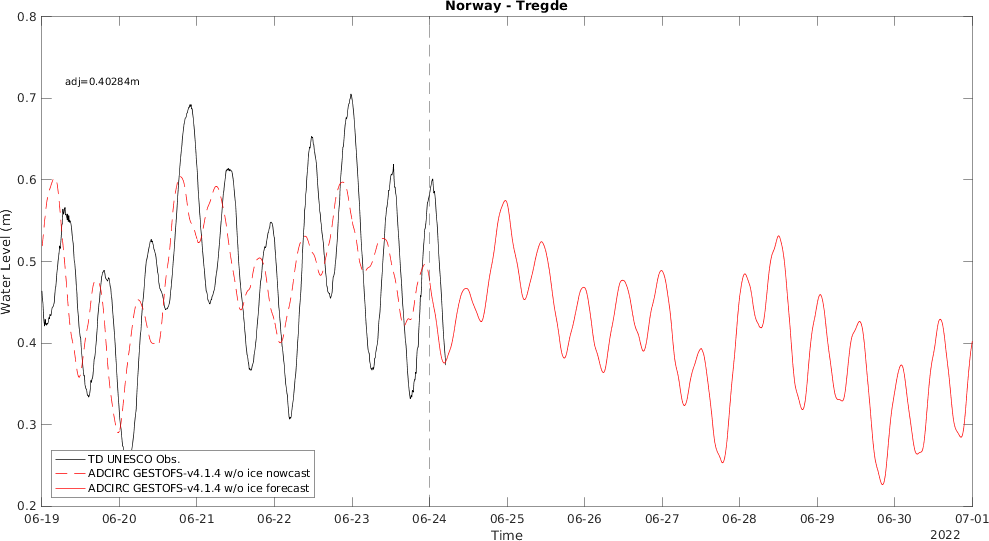 Norway - Tregde
0.8
adj=0.40284m
0.7
0.6
0.5
0.4
0.3
0.2
Water Level (m)
TD UNESCO Obs.
ADCIRC GESTOFS-v4.1.4 w/o ice nowcast
ADCIRC GESTOFS-v4.1.4 w/o ice forecast
06-19 06-20 06-21 06-22 06-23 06-24 06-25 06-26 06-27 06-28 06-29 06-30 07-01
Time
2022